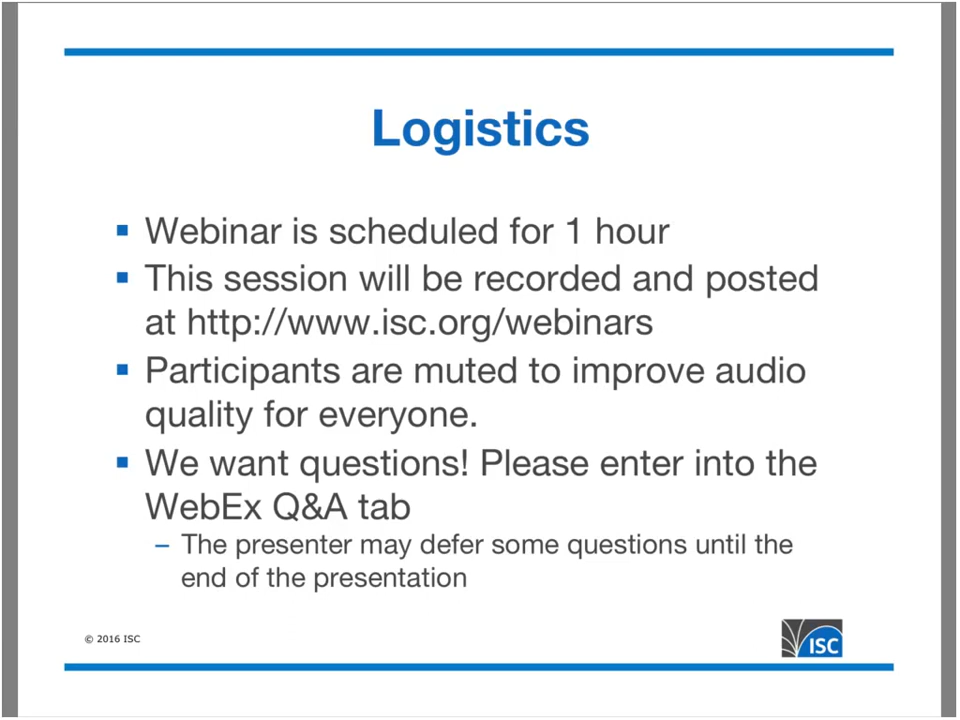 Logistics
▪ Webinar is scheduled for 1 hour
▪ This session will be recorded and posted
at http://www.isc.org/webinars
▪ Participants are muted to improve audio
quality for everyone.
▪ We want questions! Please enter into the
WebEx Q&A tab
– The presenter may defer some questions until the
end of the presentation
© 2016 ISC
ISC